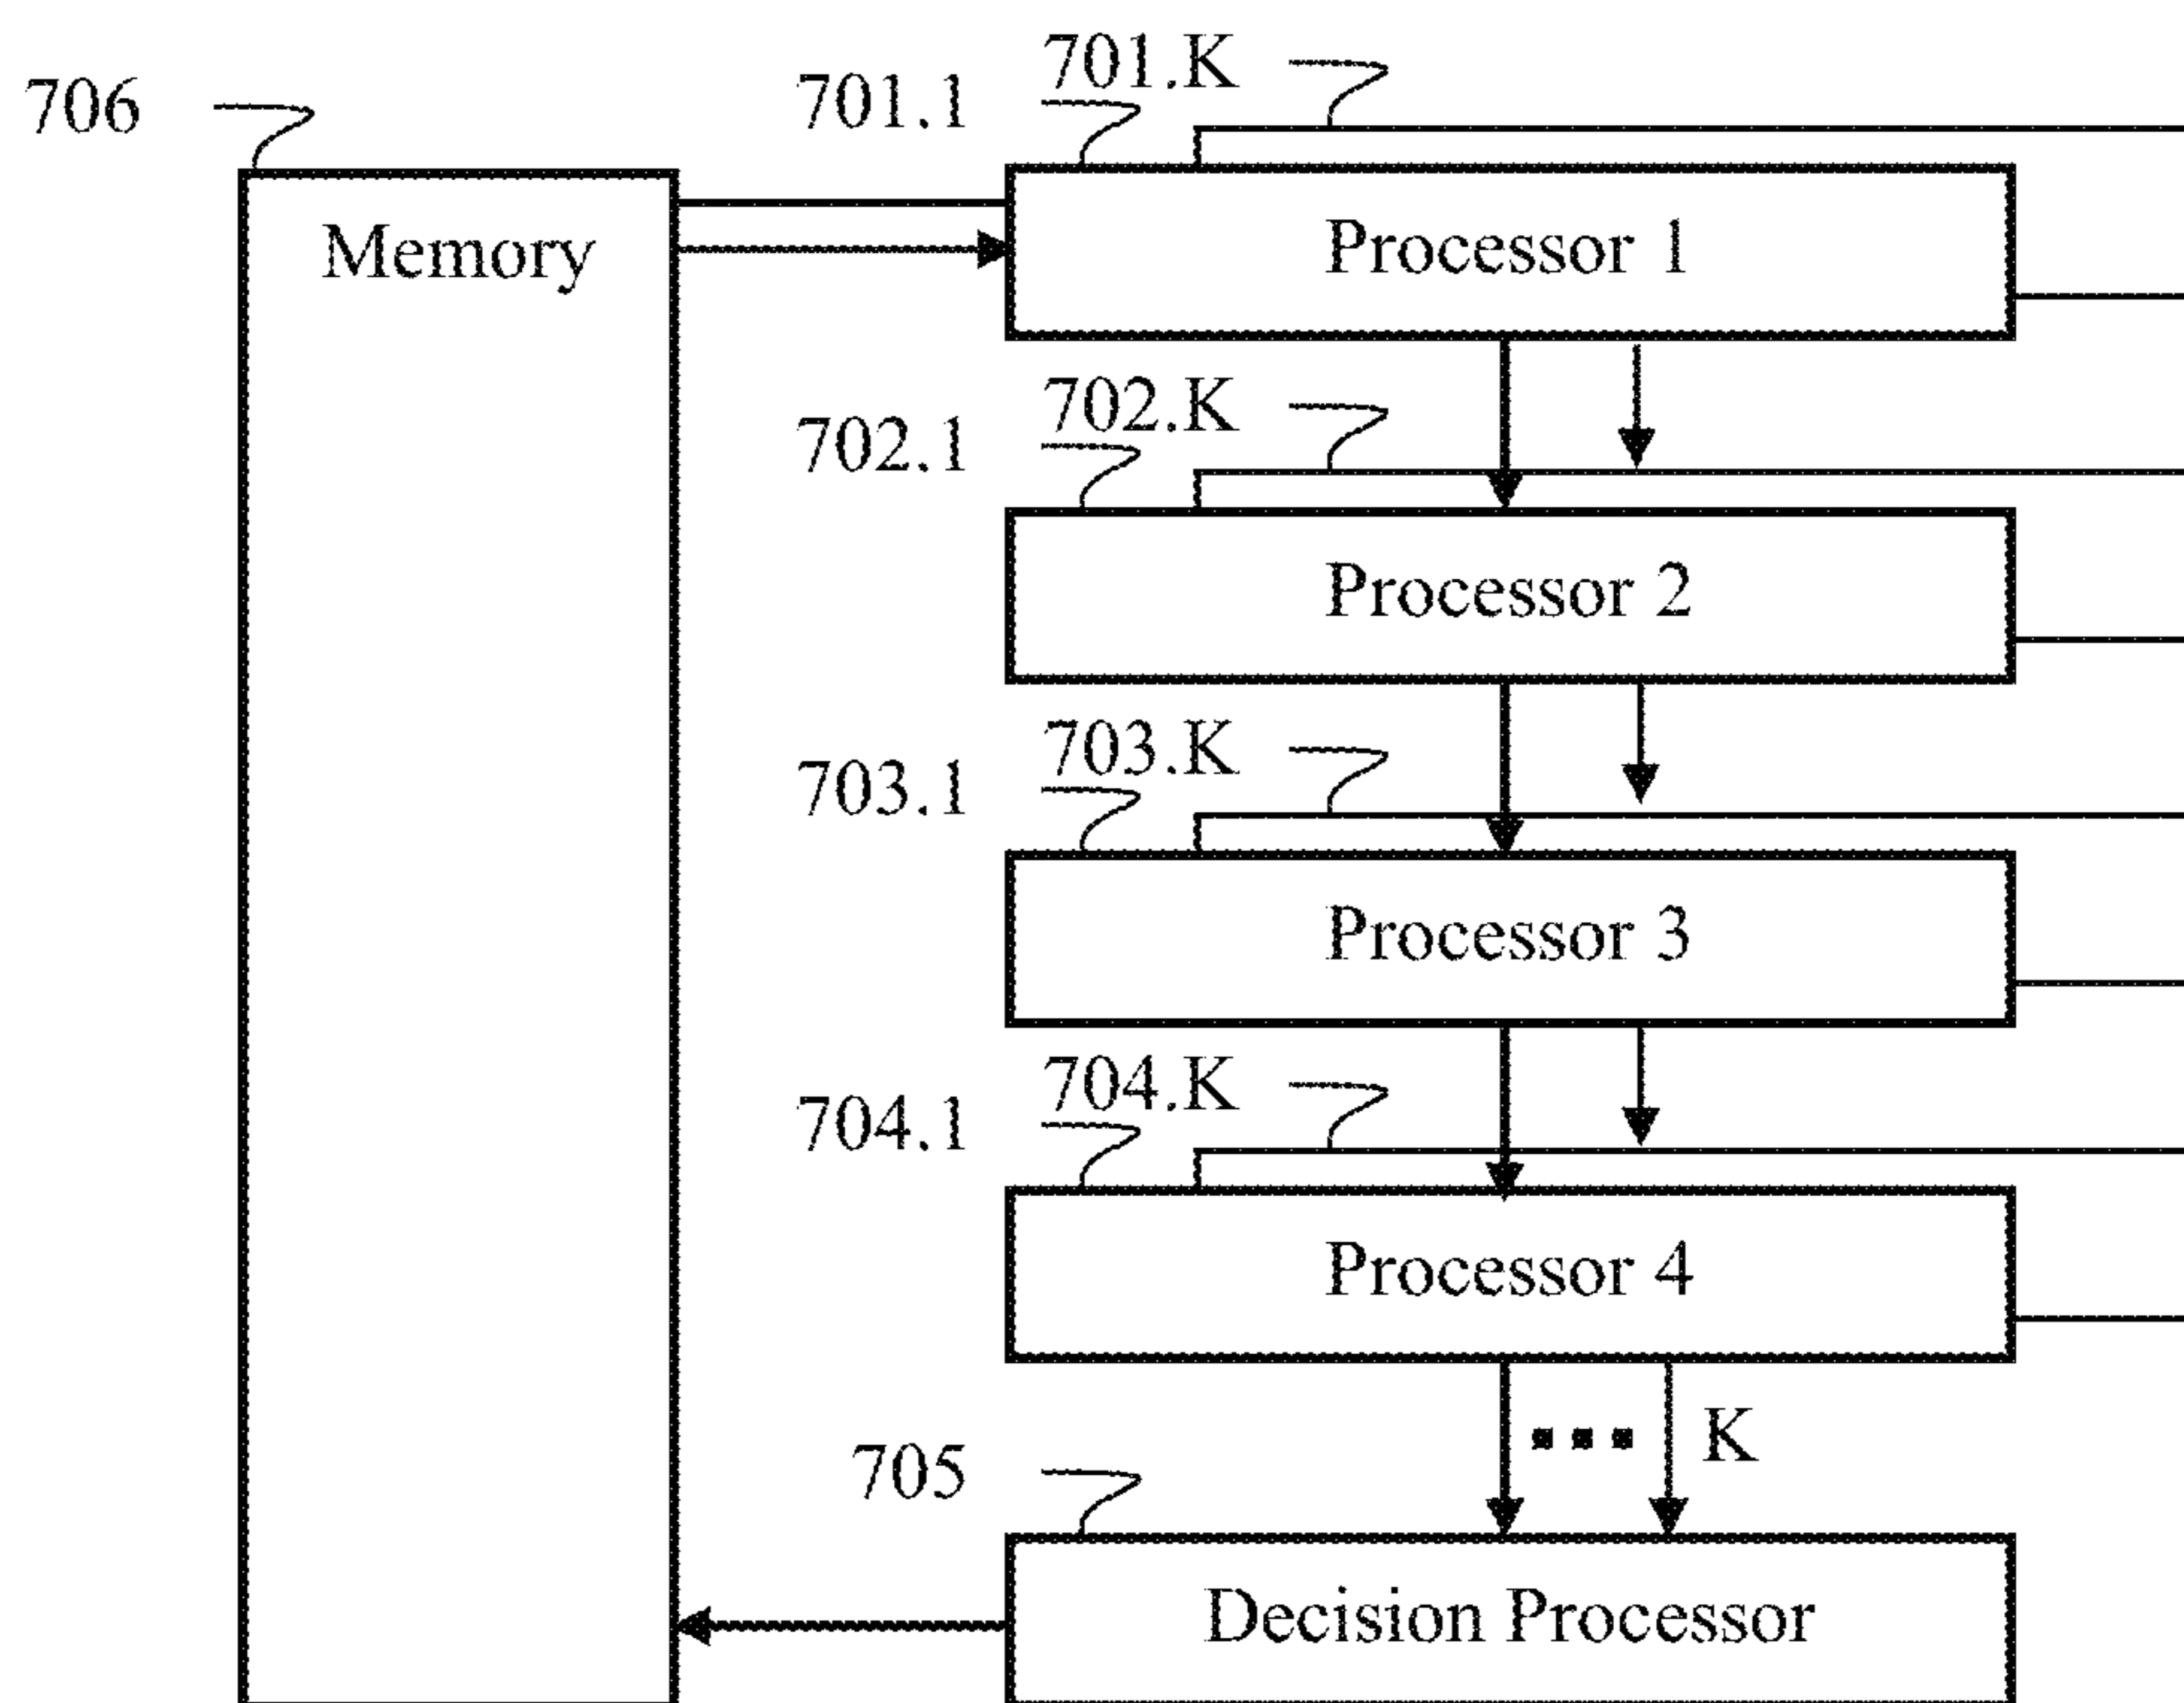 701.K
701.1
706
Memory
Processor 1
702.K
702.1
Processor 2
703.K
703.1
Processor 3
704.K
704.1
Processor 4
K
705
Decision Processor